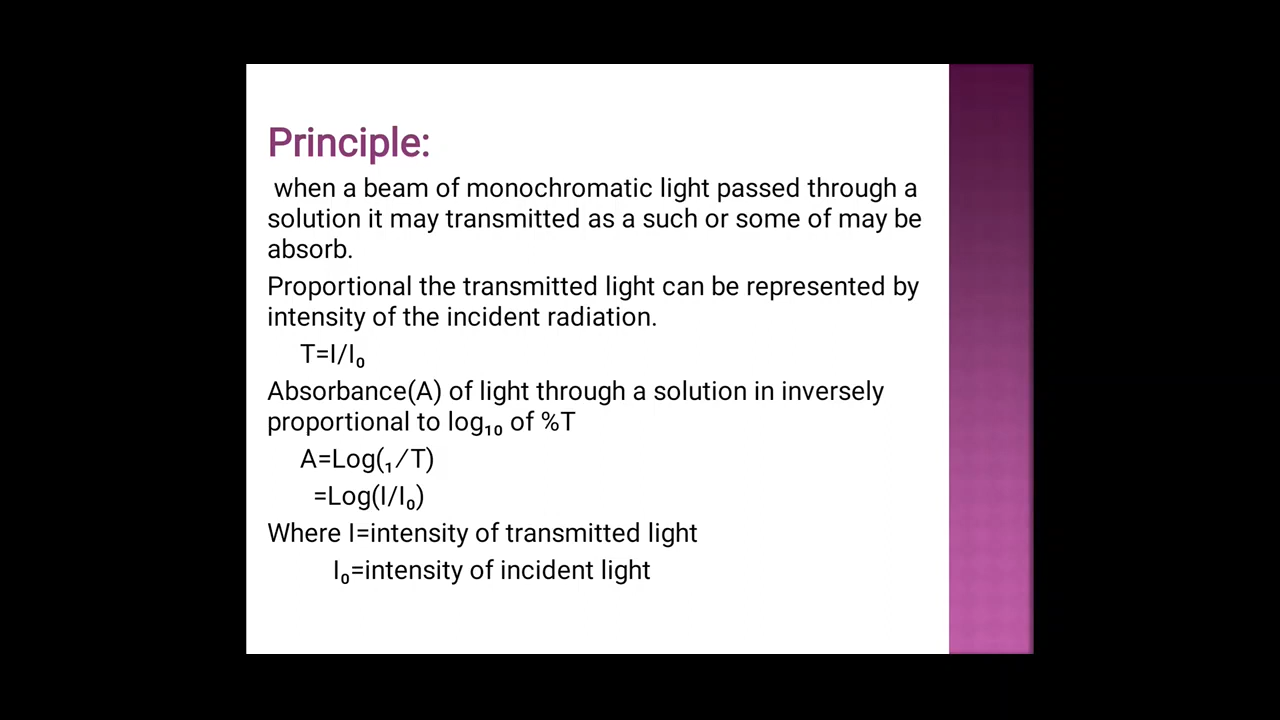 Principle:
when a beam of monochromatic light passed through a
solution it may transmitted as a such or some of may be
absorb.
Proportional the transmitted light can be represented by
intensity of the incident radiation.
T=I/I₀
Absorbance(A) of light through a solution in inversely
proportional to log₁₀ of %T
A=Log(₁⁄T)
=Log(I/I₀)
Where I=intensity of transmitted light
I₀=intensity of incident light